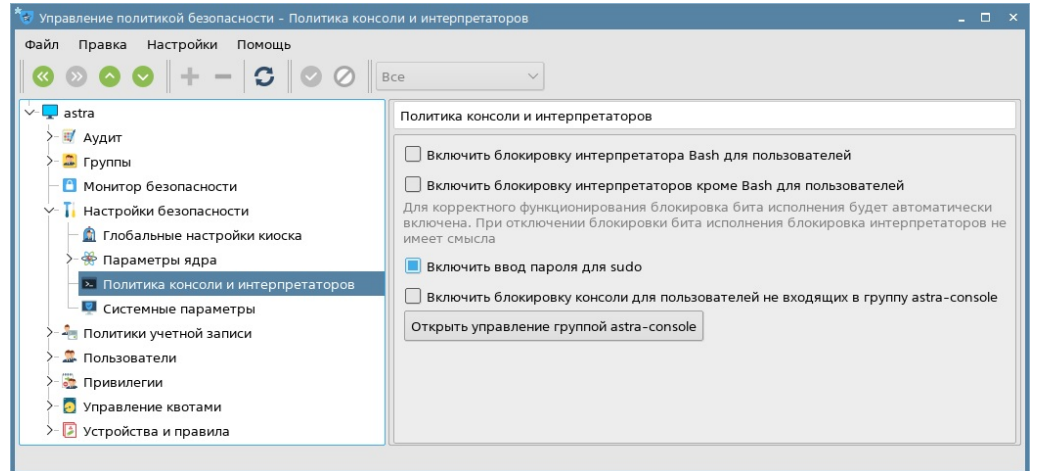 Управление политикой безопасности - Политика консоли и интерпретаторов
Файл Правка Настройки Помощь
Все
astra
Аудит
Группы
Монитор безопасности
Настройки безопасности
Глобальные настройки киоска
Параметры ядра
Политика консоли и интерпретаторов
Системные параметры
Политики учетной записи
Пользователи
Привилегии
Управление квотами
Устройства и правила
Политика консоли и интерпретаторов
Включить блокировку интерпретатора Bash для пользователей
Включить блокировку интерпретаторов кроме Bash для пользователей
Для корректного функционирования блокировка бита исполнения будет автоматически
включена. При отключении блокировки бита исполнения блокировка интерпретаторов не
имеет смысла
Включить ввод пароля для sudo
Включить блокировку консоли для пользователей не входящих в группу astra-console
Открыть управление группой astra-console